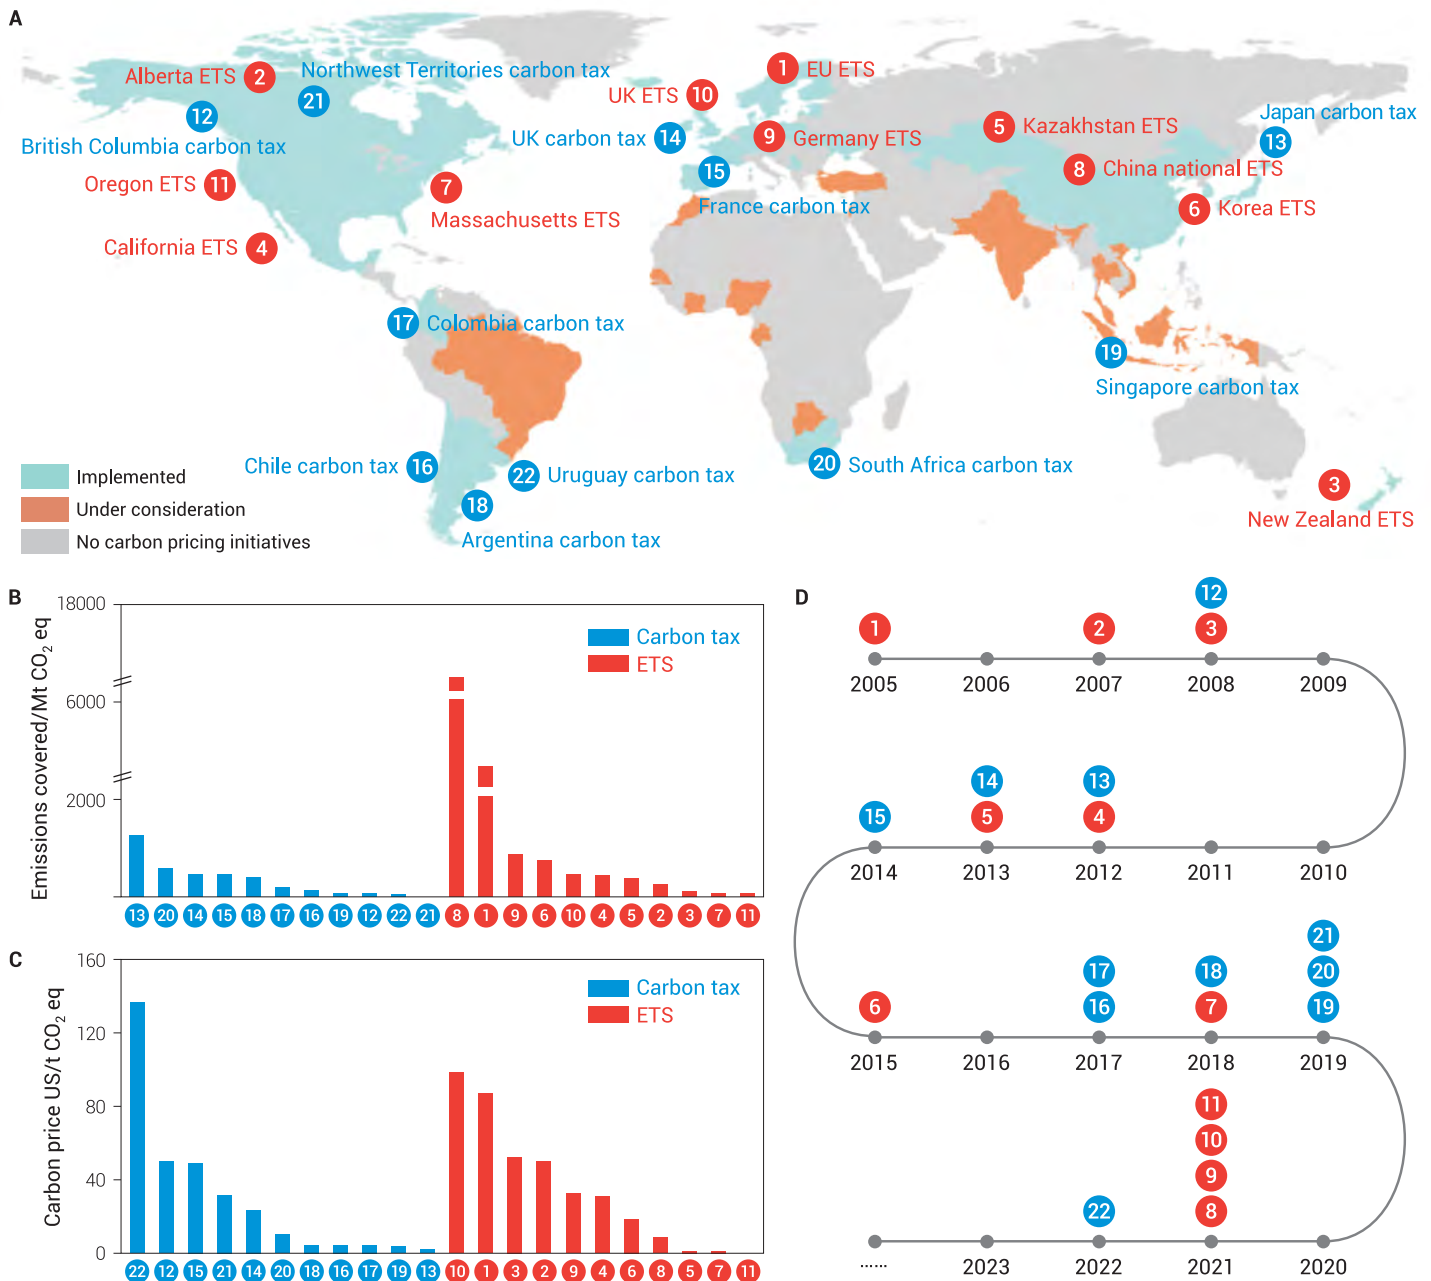 A
Alberta ETS 2
Northwest Territories carbon tax
21
12
British Columbia carbon tax
Oregon ETS 11
7
Massachusetts ETS
California ETS 4
1 EU ETS
UK ETS 10
UK carbon tax 14
9 Germany ETS
15
France carbon tax
5 Kazakhstan ETS
Japan carbon tax
13
8 China national ETS
6 Korea ETS
17 Colombia carbon tax
19
Singapore carbon tax
Chile carbon tax 16
22 Uruguay carbon tax
18
Argentina carbon tax
20 South Africa carbon tax
3
New Zealand ETS
Implemented
Under consideration
No carbon pricing initiatives
B
Emissions covered/Mt CO2 eq
18000
6000
2000
Carbon tax
ETS
13 20 14 15 18 17 16 19 12 22 21 8 1 9 6 10 4 5 2 3 7 11
C
Carbon price US/t CO2 eq
160
120
80
40
0
Carbon tax
ETS
22 12 15 21 14 20 18 16 17 19 13 10 1 3 2 9 4 6 8 5 7 11
D
12
1 2 3
2005 2006 2007 2008 2009
14 13
15 5 4
2014 2013 2012 2011 2010
21
17 18 20
6 16 7 19
2015 2016 2017 2018 2019
11
10
9
22 8
...... 2023 2022 2021 2020